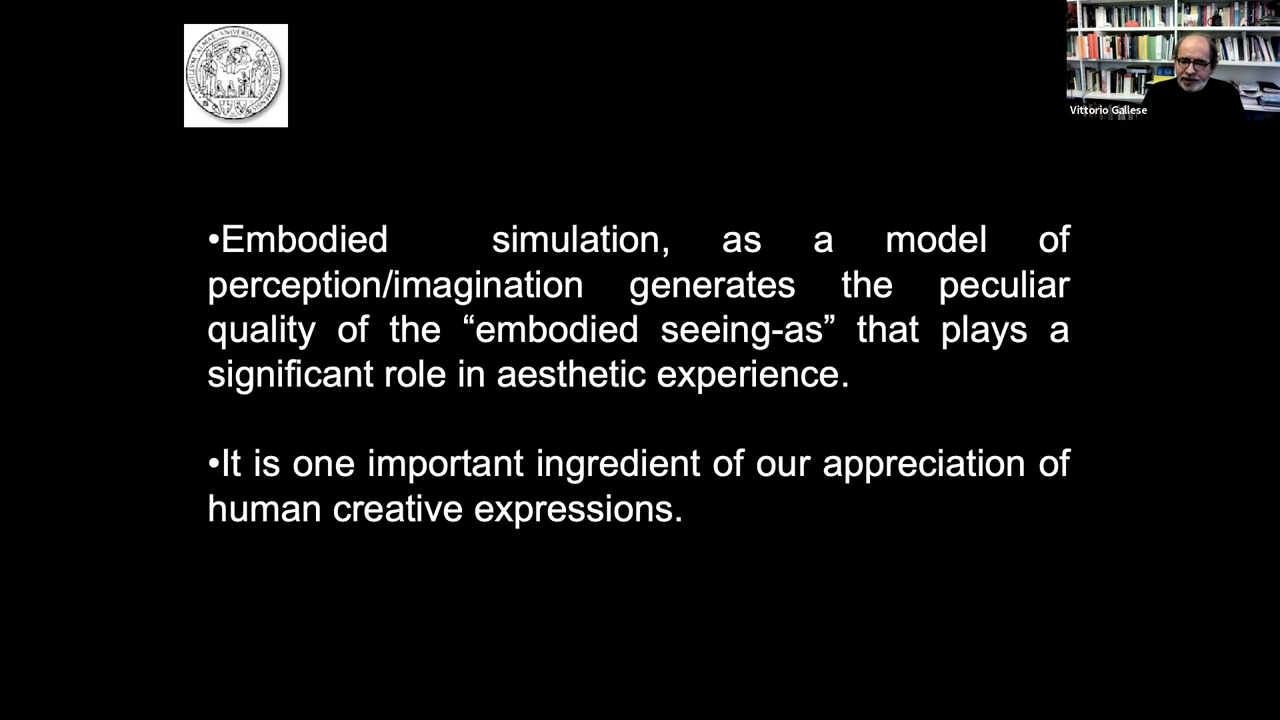 Vittorio Gallese
•Embodied simulation, as a model of
perception/imagination generates the peculiar
quality of the “embodied seeing-as” that plays a
significant role in aesthetic experience.
•It is one important ingredient of our appreciation of
human creative expressions.